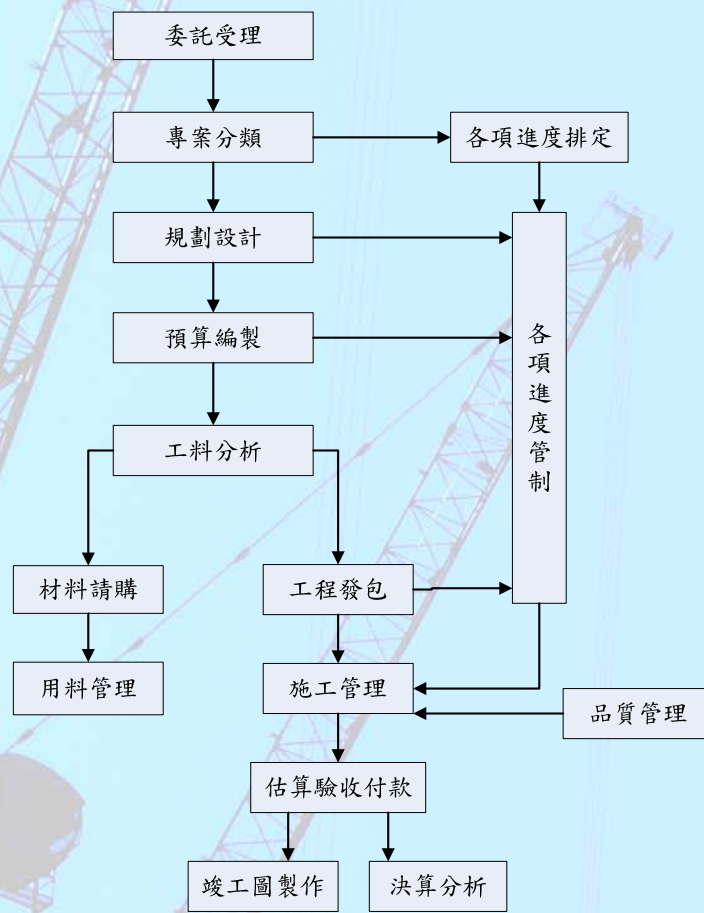 委託受理
專案分類
各項進度排定
規劃設計
預算編製
各項進度管制
工料分析
材料請購
工程發包
用料管理
施工管理
品質管理
估算驗收付款
竣工圖製作
決算分析